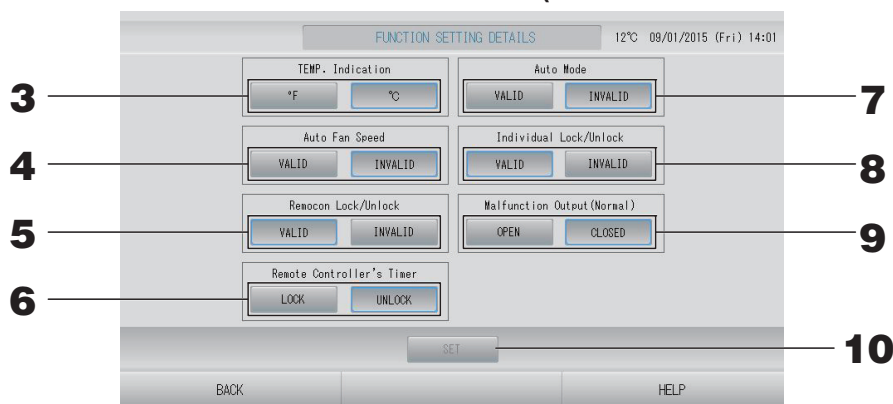 FUNCTION SETTING DETAILS 12℃ 09/01/2015 (Fri) 14:01
TEMP. Indication Auto Mode
3 °F ℃ VALID INVALID 7
Auto Fan Speed Individual Lock/Unlock
4 VALID INVALID VALID INVALID 8
Remocon Lock/Unlock Malfunction Output(Normal)
5 VALID INVALID OPEN CLOSED 9
Remote Controller's Timer
6 LOCK UNLOCK
SET 10
BACK HELP